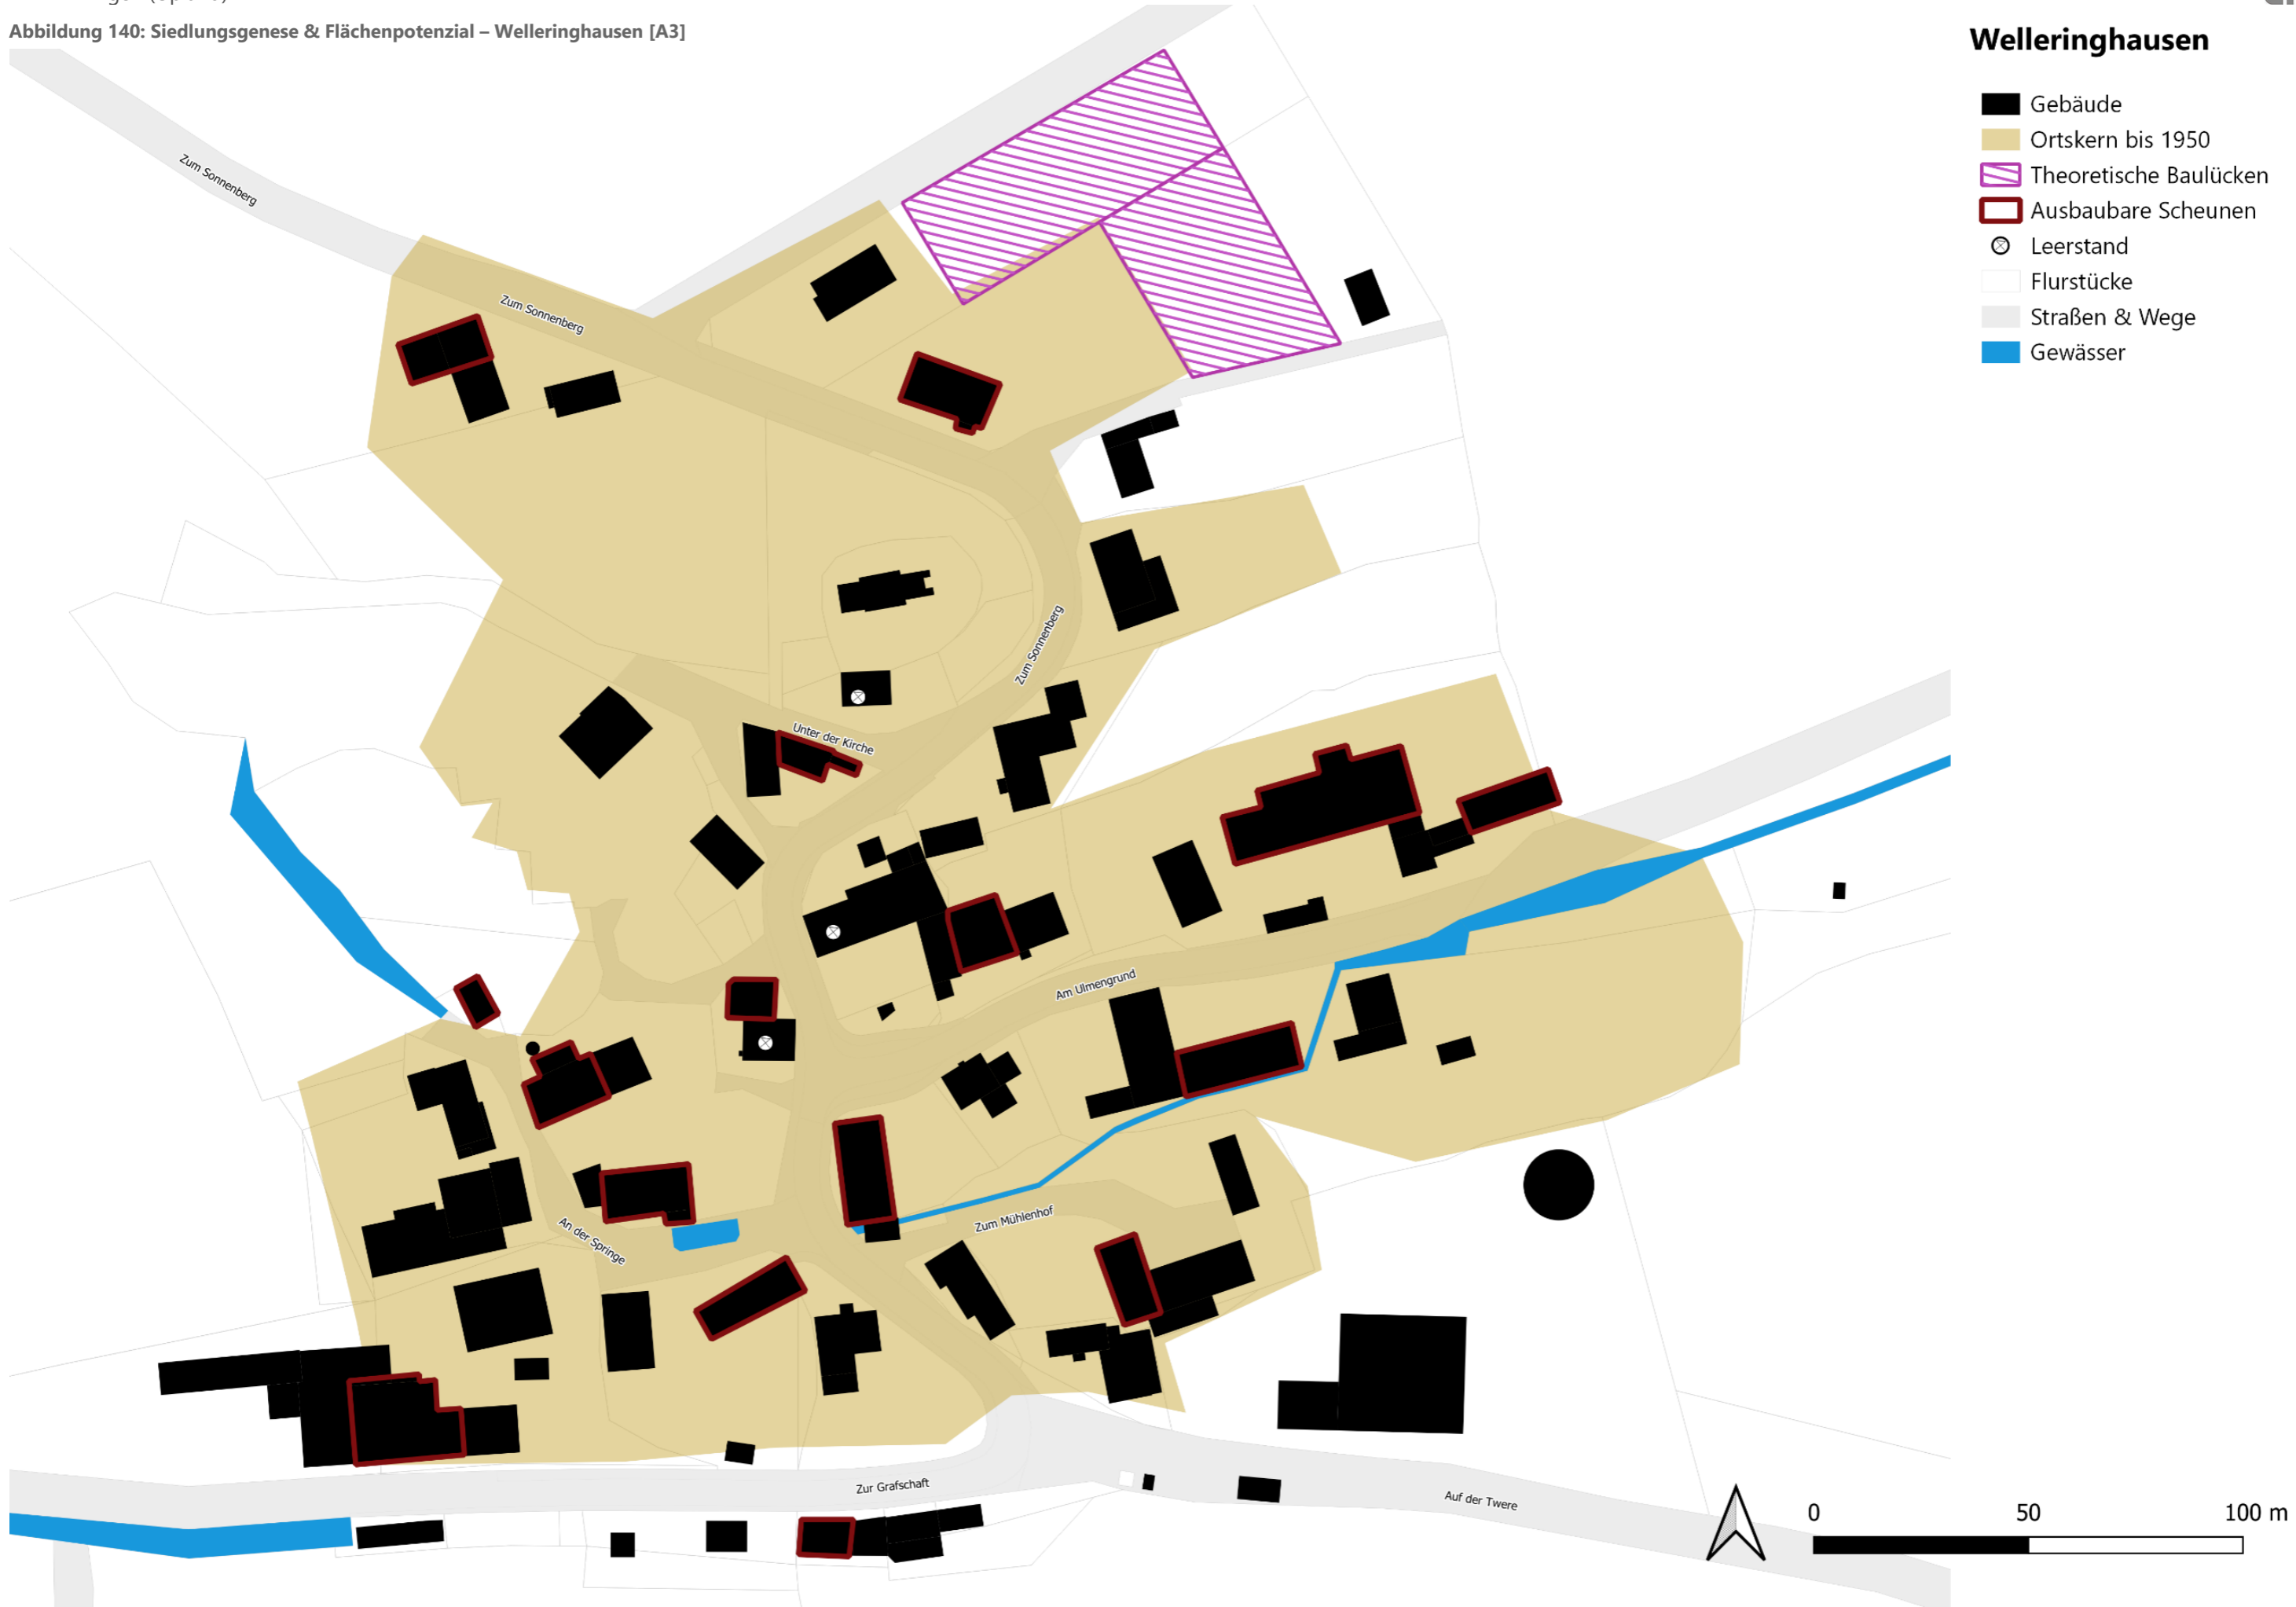 Abbildung 140: Siedlungsgenese & Flächenpotenzial – Welleringhausen [A3]
Welleringhausen
Gebäude
Ortskern bis 1950
Theoretische Baulücken
Ausbaubare Scheunen
Leerstand
Flurstücke
Straßen & Wege
Gewässer
Zum Sonnenberg
Zum Sonnenberg
Zum Sonnenberg
Unter der Kirche
Am Ulmengrund
Zum Mühlenhof
An der Springe
Zur Grafschaft
Auf der Twere
0 50 100 m